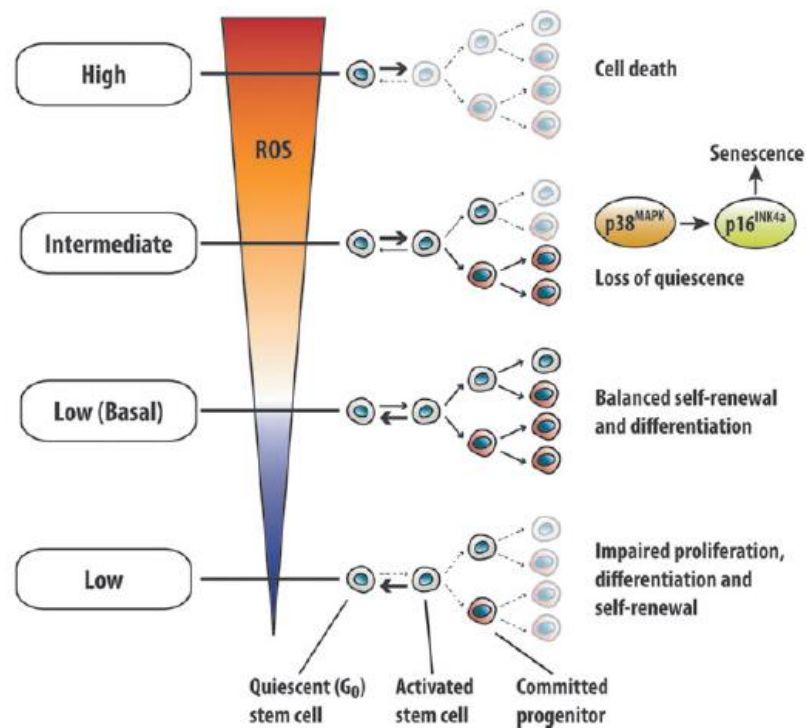 High
Cell death
ROS
Senescence
p38MAPK
p16INK4a
Intermediate
Loss of quiescence
Low (Basal)
Balanced self-renewal
and differentiation
Low
Impaired proliferation,
differentiation and
self-renewal
Quiescent (G0)
stem cell
Activated
stem cell
Committed
progenitor